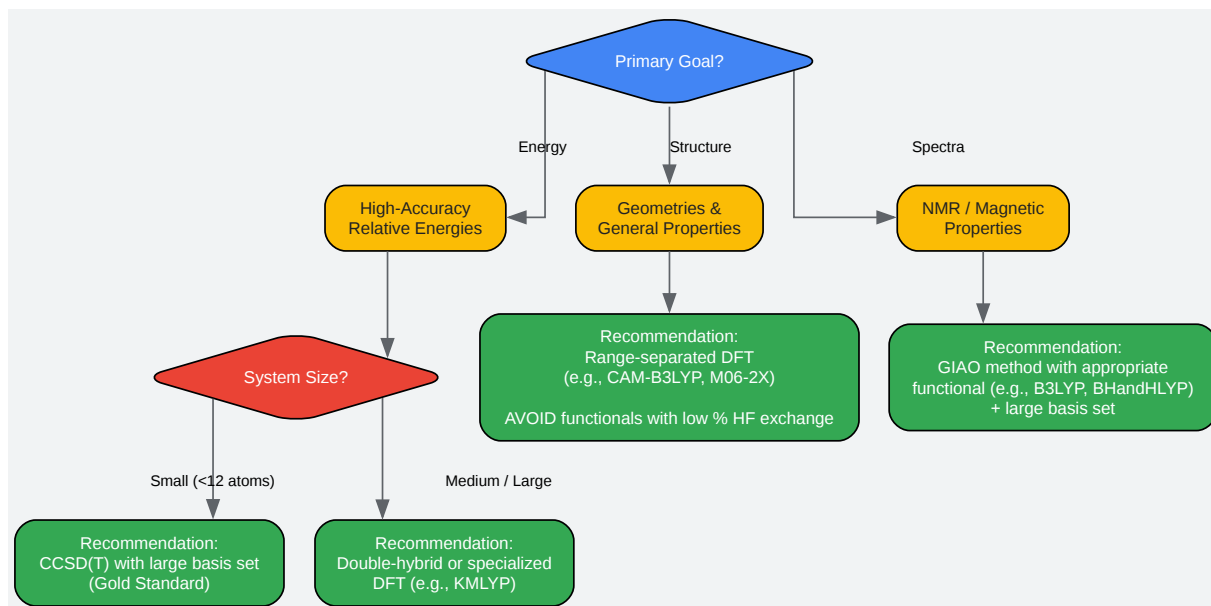 Primary Goal?
Energy
Structure
Spectra
High-Accuracy
Relative Energies
Geometries &
General Properties
NMR / Magnetic
Properties
Recommendation:
Range-separated DFT
(e.g., CAM-B3LYP, M06-2X)
AVOID functionals with low % HF exchange
Recommendation:
GIAO method with appropriate
functional (e.g., B3LYP, BHandHLYP)
+ large basis set
System Size?
Small (<12 atoms)
Medium / Large
Recommendation:
CCSD(T) with large basis set
(Gold Standard)
Recommendation:
Double-hybrid or specialized
DFT (e.g., KMLYP)